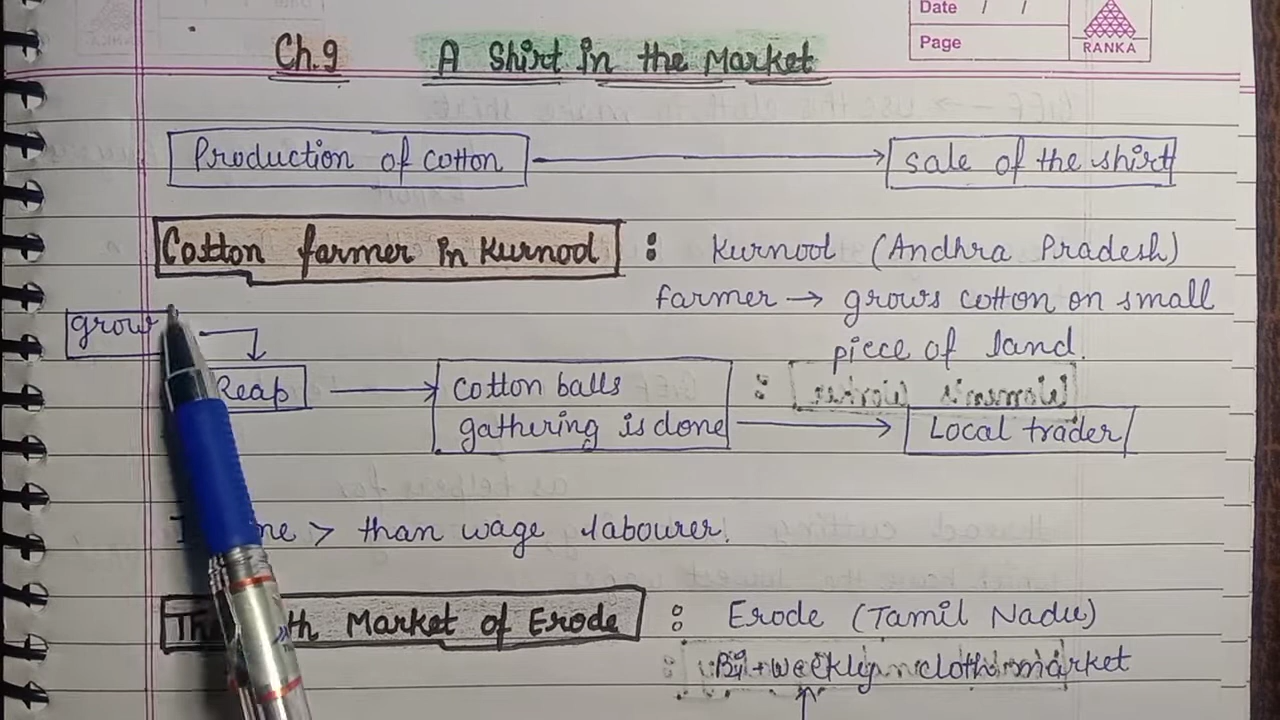 Date / /
Page
RANKA
Ch.9 A Shirt in the Market
Production of cotton → sale of the shirt
Cotton farmer in Kurnool : Kurnool (Andhra Pradesh)
farmer → grows cotton on small
piece of land.
grow
Reap → cotton balls
gathering is done → Local trader
> than wage labourer.
Market of Erode : Erode (Tamil Nadu)
Bi-weekly cloth market